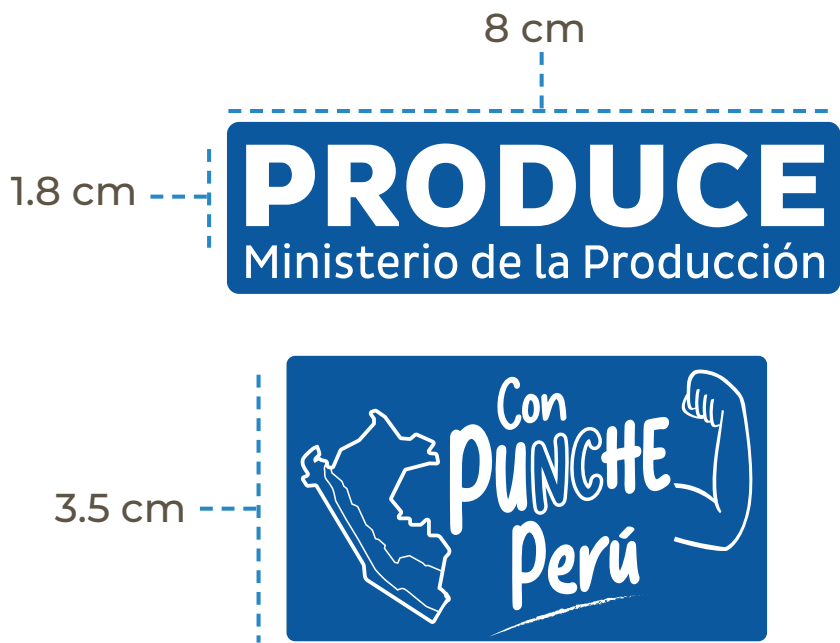 8 cm
1.8 cm
PRODUCE
Ministerio de la Producción
3.5 cm
Con
PUNCHE
Perú